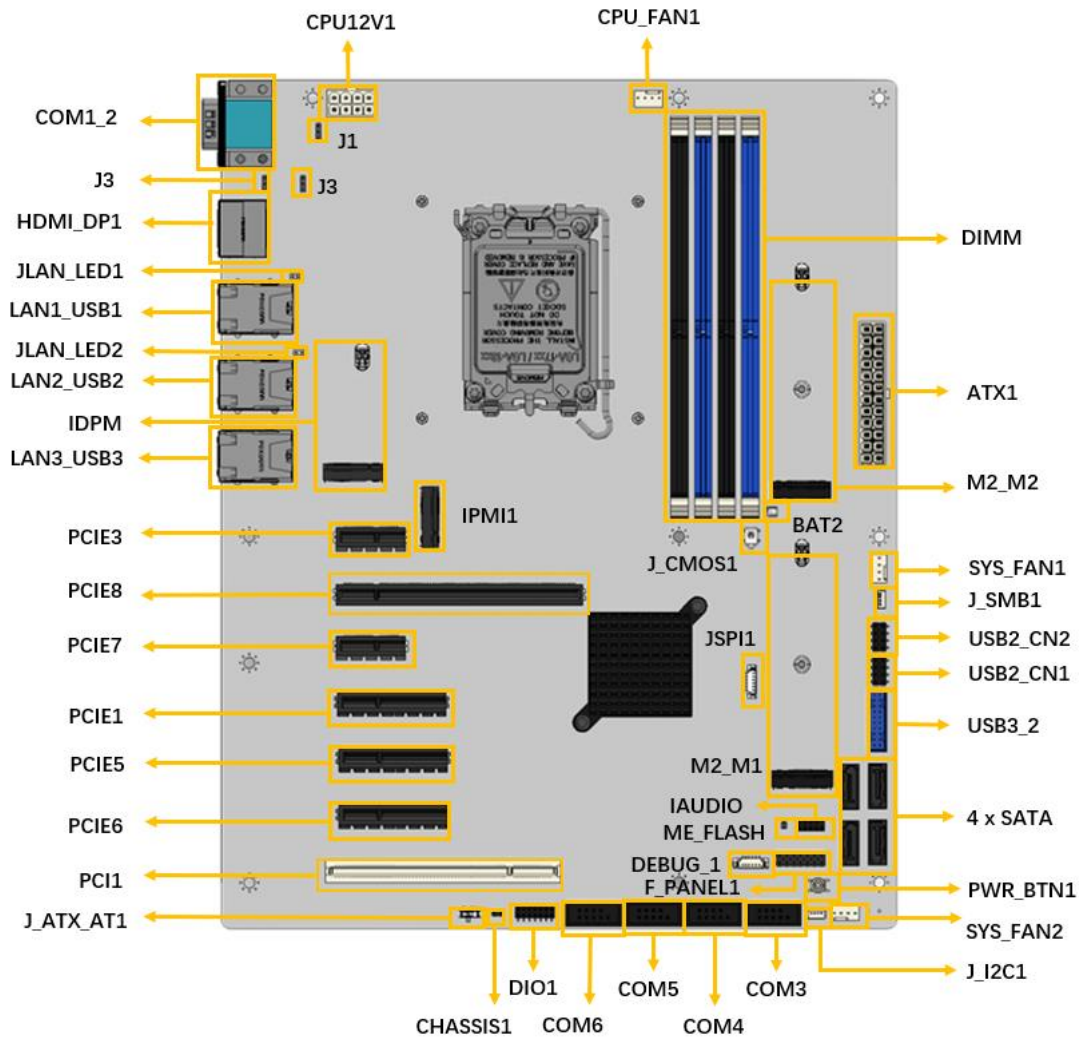 CPU12V1
CPU_FAN1
COM1_2
J1
J3
J3
HDMI_DP1
DIMM
JLAN_LED1
LAN1_USB1
JLAN_LED2
LAN2_USB2
ATX1
IDPM
LAN3_USB3
M2_M2
IPMI1
BAT2
PCIE3
J_CMOS1
SYS_FAN1
PCIE8
J_SMB1
JSPI1
USB2_CN2
PCIE7
USB2_CN1
PCIE1
USB3_2
PCIE5
M2_M1
IAUDIO
4 x SATA
PCIE6
ME_FLASH
DEBUG_1
PCI1
F_PANEL1
PWR_BTN1
J_ATX_AT1
SYS_FAN2
J_I2C1
DIO1
COM5
COM3
CHASSIS1
COM6
COM4